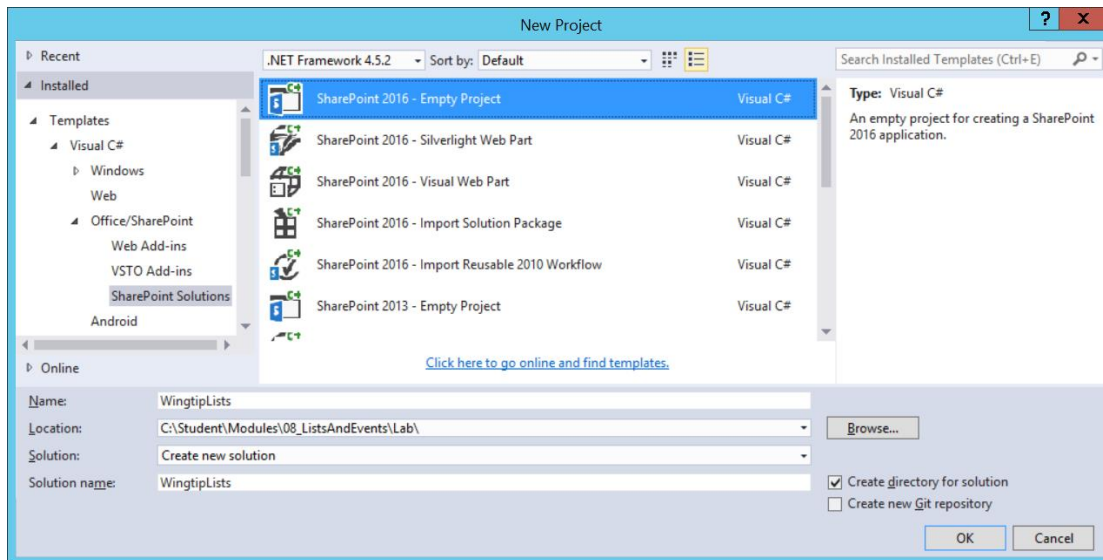 New Project
? X
Recent
.NET Framework 4.5.2 Sort by: Default
Search Installed Templates (Ctrl+E)
Installed
Templates
Visual C#
Windows
Web
Office/SharePoint
Web Add-ins
VSTO Add-ins
SharePoint Solutions
Android
Online
SharePoint 2016 - Empty Project Visual C#
SharePoint 2016 - Silverlight Web Part Visual C#
SharePoint 2016 - Visual Web Part Visual C#
SharePoint 2016 - Import Solution Package Visual C#
SharePoint 2016 - Import Reusable 2010 Workflow Visual C#
SharePoint 2013 - Empty Project Visual C#
Click here to go online and find templates.
Type: Visual C#
An empty project for creating a SharePoint
2016 application.
Name: WingtipLists
Location: C:\Student\Modules\08_ListsAndEvents\Lab\ Browse...
Solution: Create new solution
Solution name: WingtipLists
Create directory for solution
Create new Git repository
OK Cancel